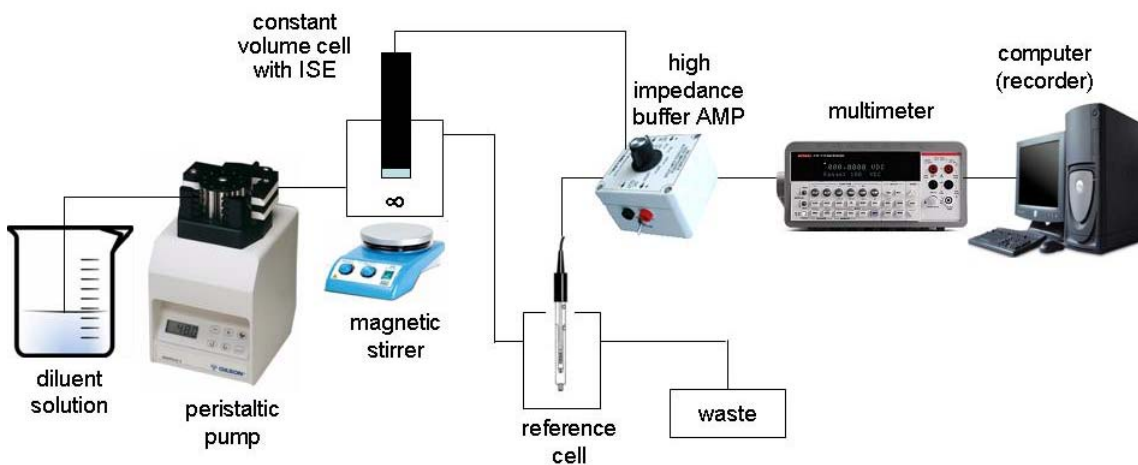 constant
volume cell
with ISE
high
impedance
buffer AMP
multimeter
computer
(recorder)
∞
diluent
solution
peristaltic
pump
magnetic
stirrer
reference
cell
waste
GILSON